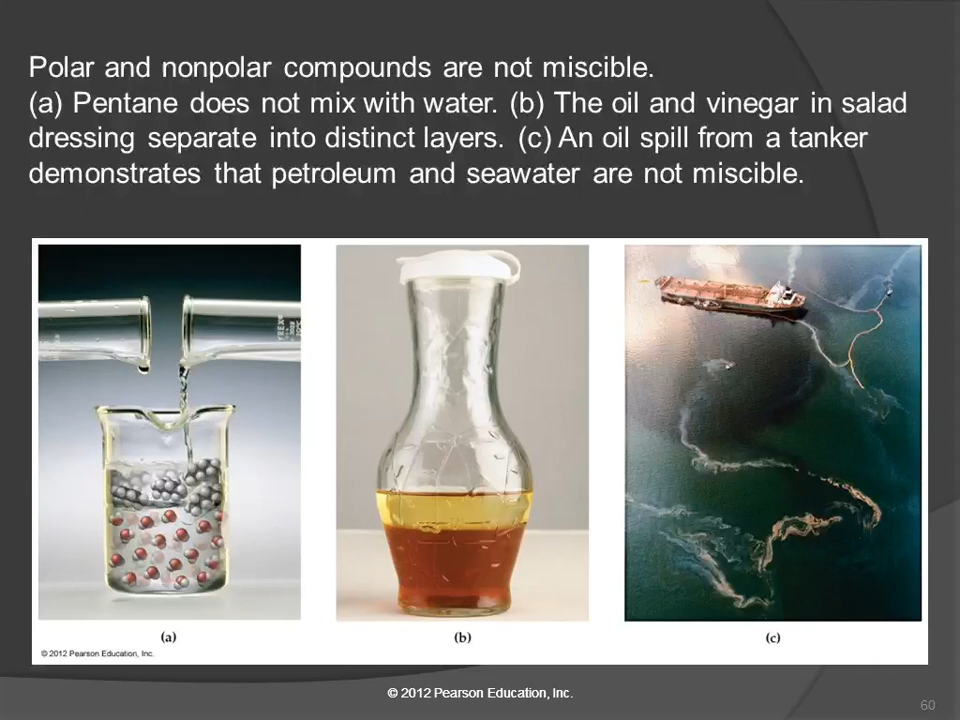 Polar and nonpolar compounds are not miscible.
(a) Pentane does not mix with water. (b) The oil and vinegar in salad
dressing separate into distinct layers. (c) An oil spill from a tanker
demonstrates that petroleum and seawater are not miscible.
(a)
(b)
(c)
© 2012 Pearson Education, Inc.
© 2012 Pearson Education, Inc.
60